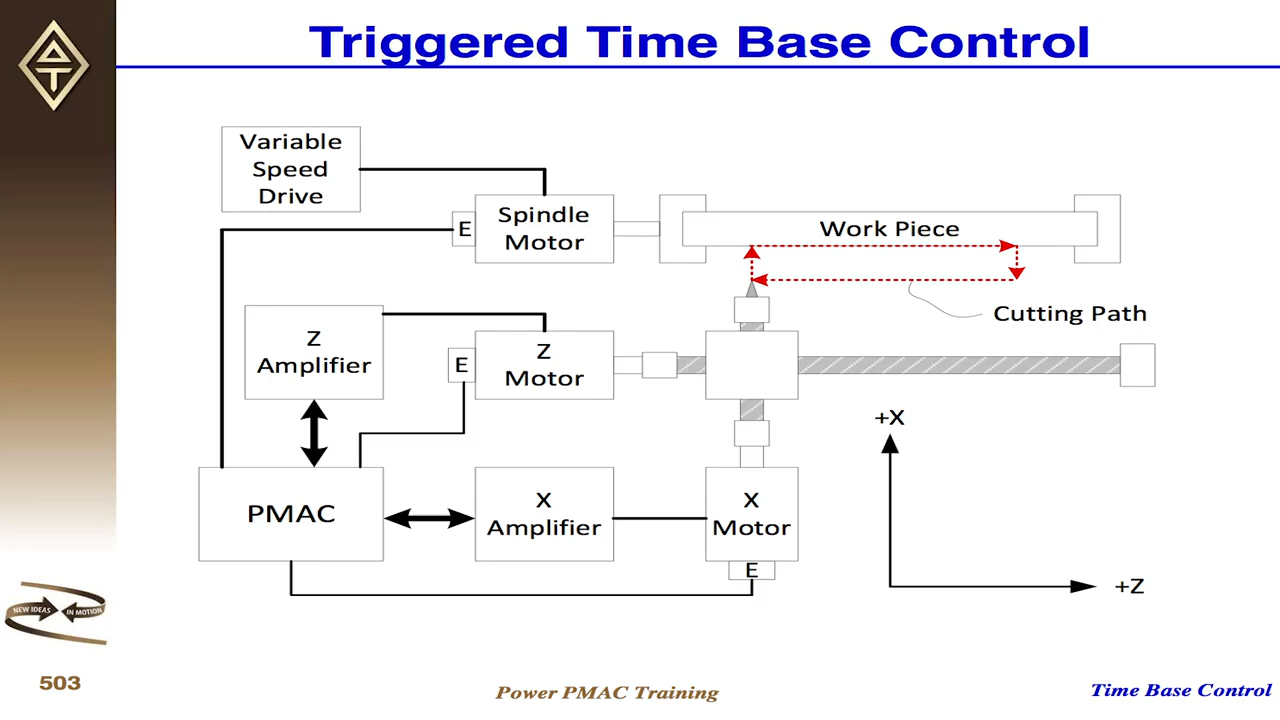 Triggered Time Base Control
Variable
Speed
Drive
E
Spindle
Motor
Work Piece
Cutting Path
Z
Amplifier
E
Z
Motor
+X
PMAC
X
Amplifier
X
Motor
E
+Z
NEW IDEAS
IN MOTION
503
Power PMAC Training
Time Base Control